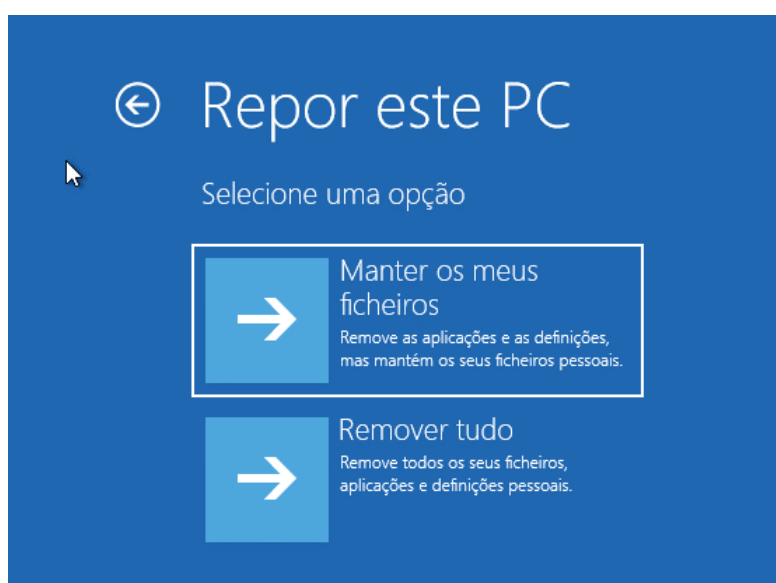 Repor este PC
Selecione uma opção
Manter os meus
ficheiros
Remove as aplicações e as definições,
mas mantém os seus ficheiros pessoais.
Remover tudo
Remove todos os seus ficheiros,
aplicações e definições pessoais.